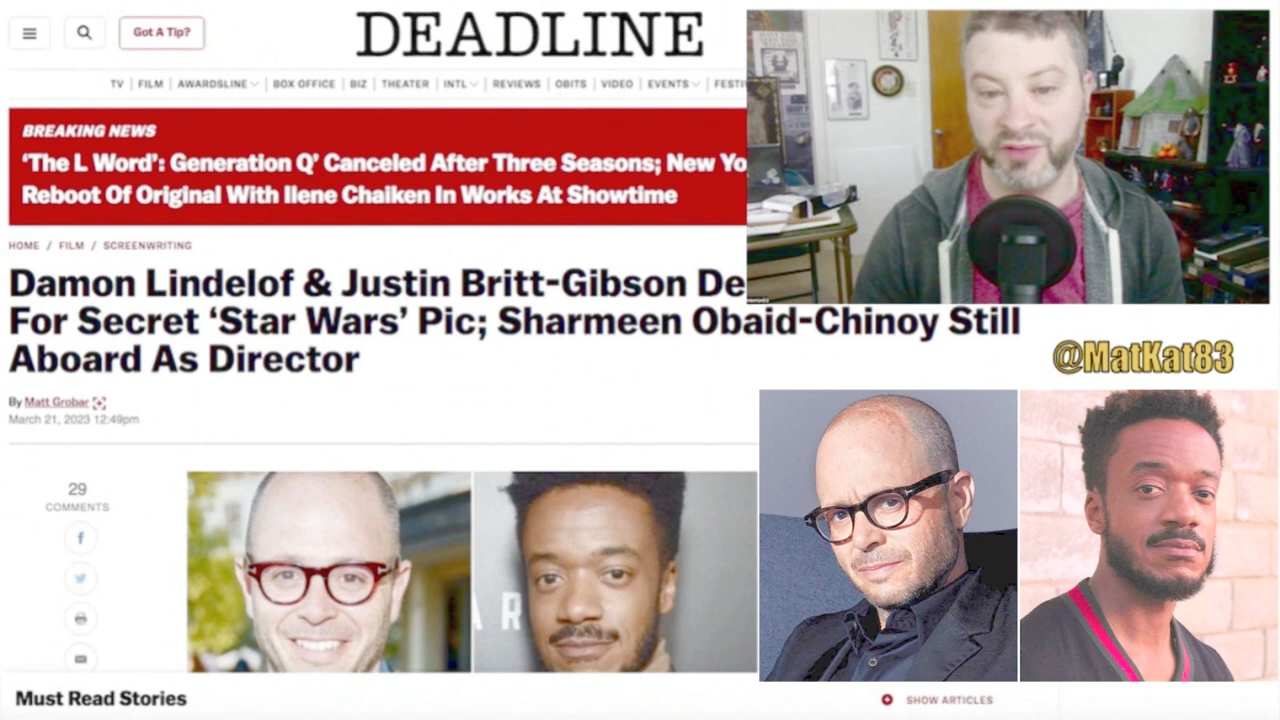 Got A Tip?
DEADLINE
TV | FILM | AWARDSLINE | BOX OFFICE | BIZ | THEATER | INTL | REVIEWS | OBITS | VIDEO | EVENTS | FESTI
BREAKING NEWS
‘The L Word’: Generation Q’ Canceled After Three Seasons; New Yo
Reboot Of Original With Ilene Chaiken In Works At Showtime
HOME / FILM / SCREENWRITING
Damon Lindelof & Justin Britt-Gibson De
For Secret ‘Star Wars’ Pic; Sharmeen Obaid-Chinoy Still
Aboard As Director
@MatKat83
By Matt Grobar
March 21, 2023 12:49pm
29
COMMENTS
AR
Must Read Stories
SHOW ARTICLES